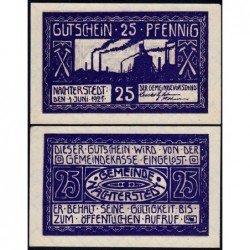 GUTSCHEIN · 25 · PFENNIG
NACHTERSTEDT
DEN 1. JUNI 1921
25
DER GEMEINDEVORSTAND
DIESER GUTSCHEIN WIRD VON DER
GEMEINDEKASSE EINGELÖST
25
GEMEINDE
NACHTERSTEDT
25
ER BEHÄLT SEINE GÜLTIGKEIT BIS
ZUM ÖFFENTLICHEN AUFRUF